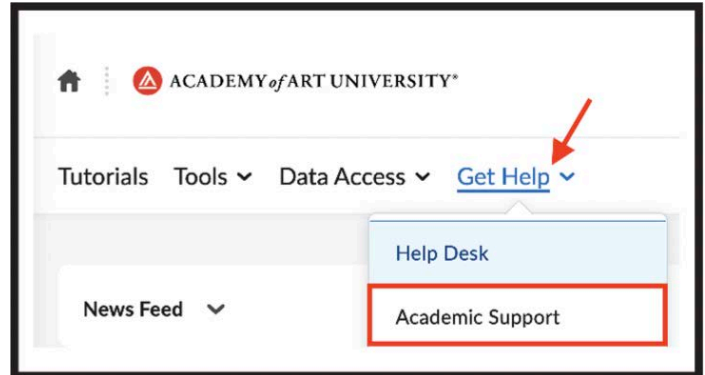 ACADEMY of ART UNIVERSITY®
Tutorials Tools Data Access Get Help
Help Desk
News Feed
Academic Support